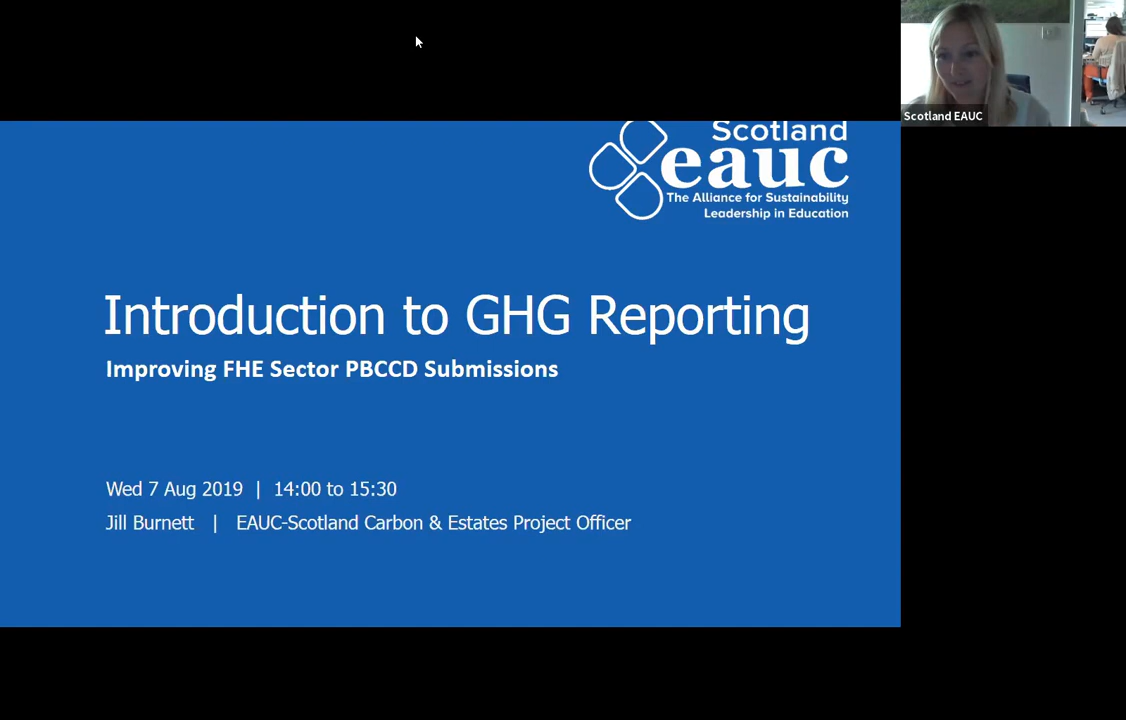 Scotland EAUC
Scotland
eauc
The Alliance for Sustainability
Leadership in Education
Introduction to GHG Reporting
Improving FHE Sector PBCCD Submissions
Wed 7 Aug 2019 | 14:00 to 15:30
Jill Burnett | EAUC-Scotland Carbon & Estates Project Officer